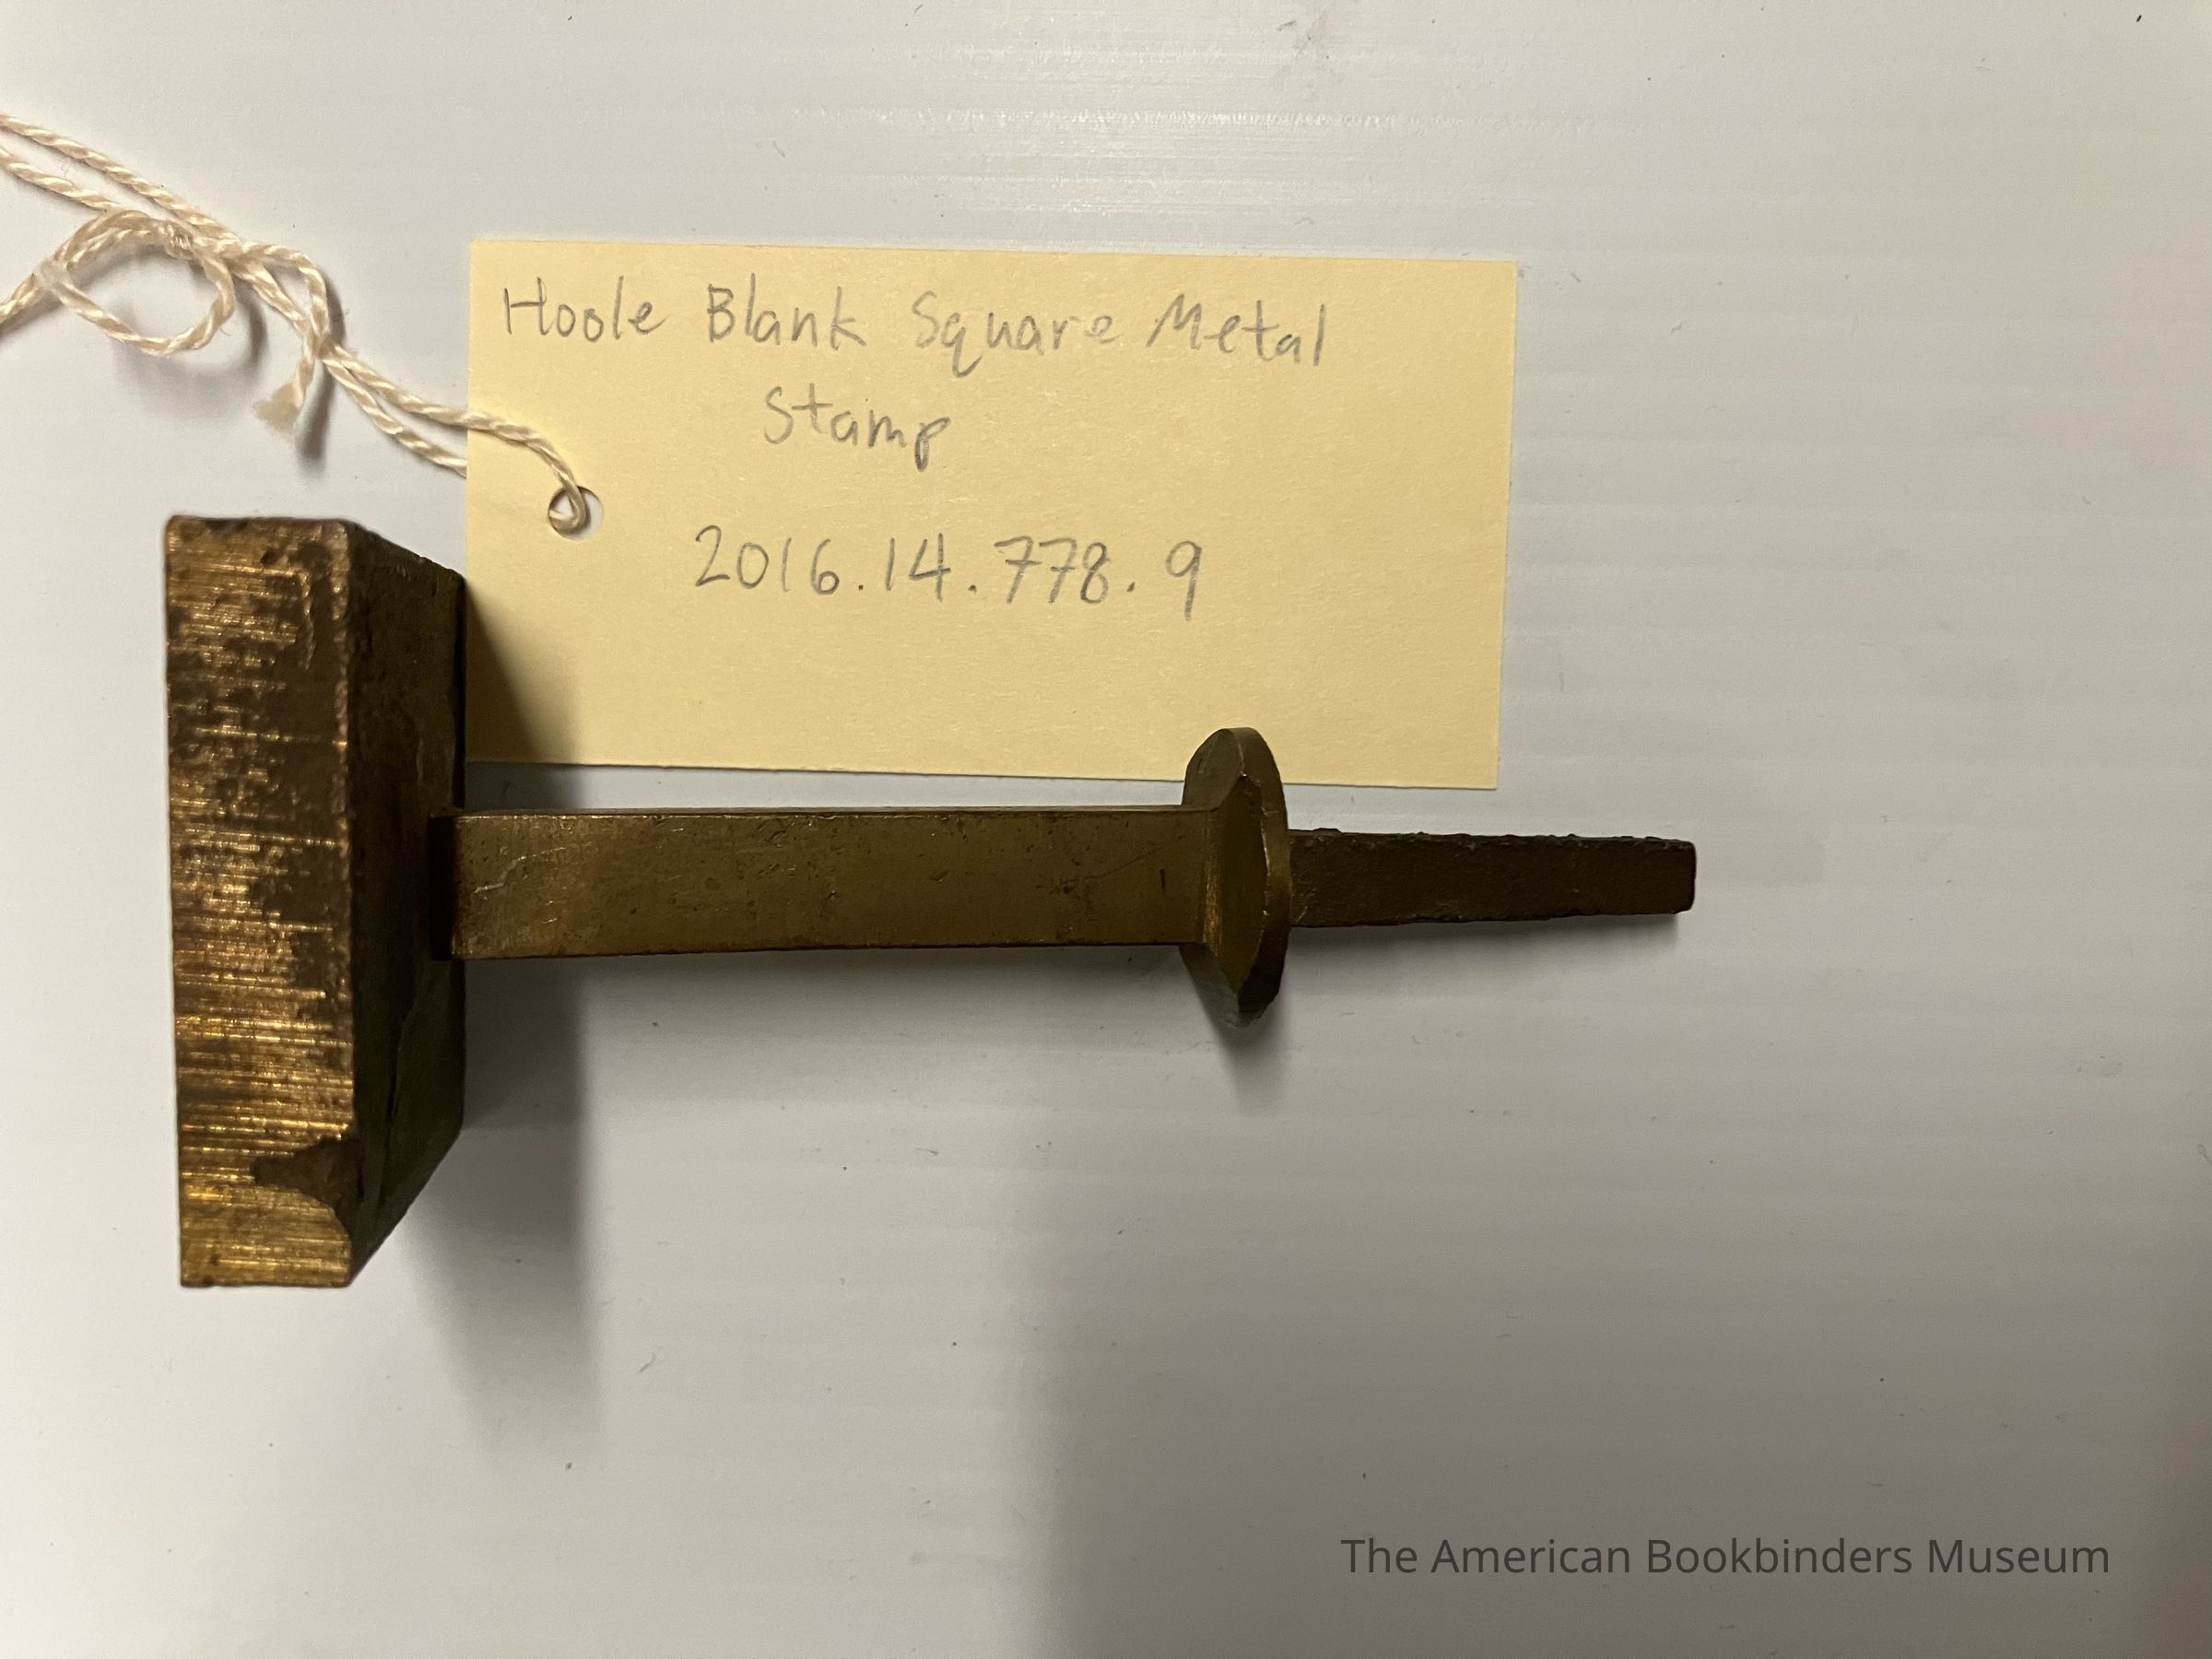 Hoole Blank Square Metal
Stamp
2016.14.778.9
The American Bookbinders Museum